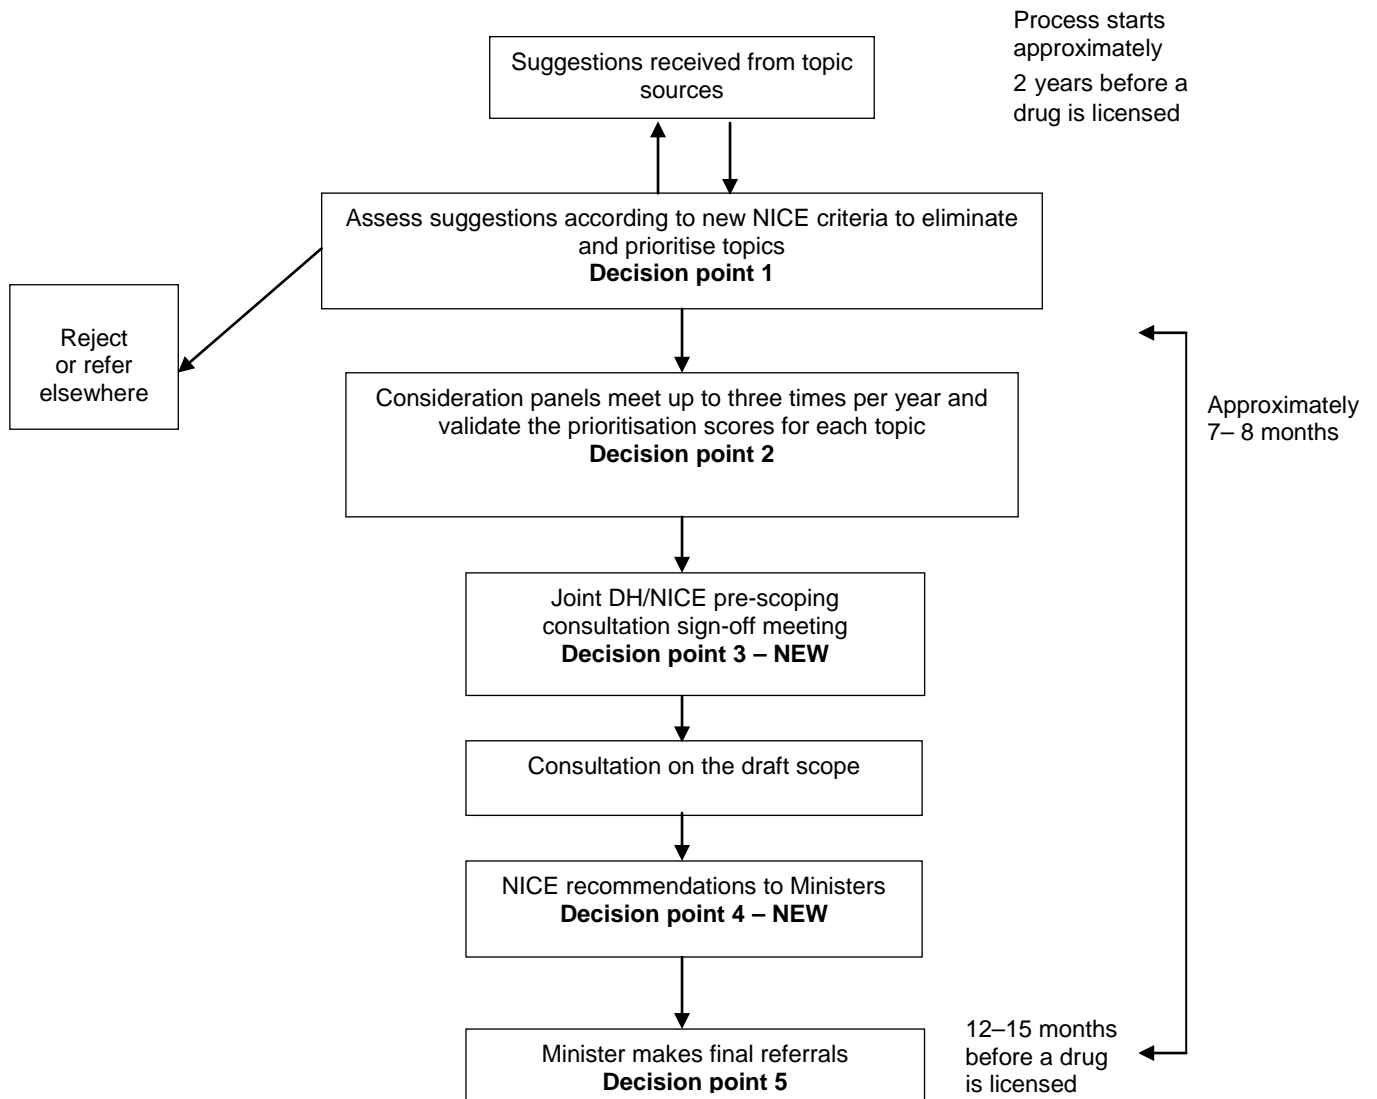 Process starts
approximately
2 years before a
drug is licensed
Suggestions received from topic
sources
Assess suggestions according to new NICE criteria to eliminate
and prioritise topics
Decision point 1
Reject
or refer
elsewhere
Consideration panels meet up to three times per year and
validate the prioritisation scores for each topic
Decision point 2
Approximately
7– 8 months
Joint DH/NICE pre-scoping
consultation sign-off meeting
Decision point 3 – NEW
Consultation on the draft scope
NICE recommendations to Ministers
Decision point 4 – NEW
Minister makes final referrals
Decision point 5
12–15 months
before a drug
is licensed